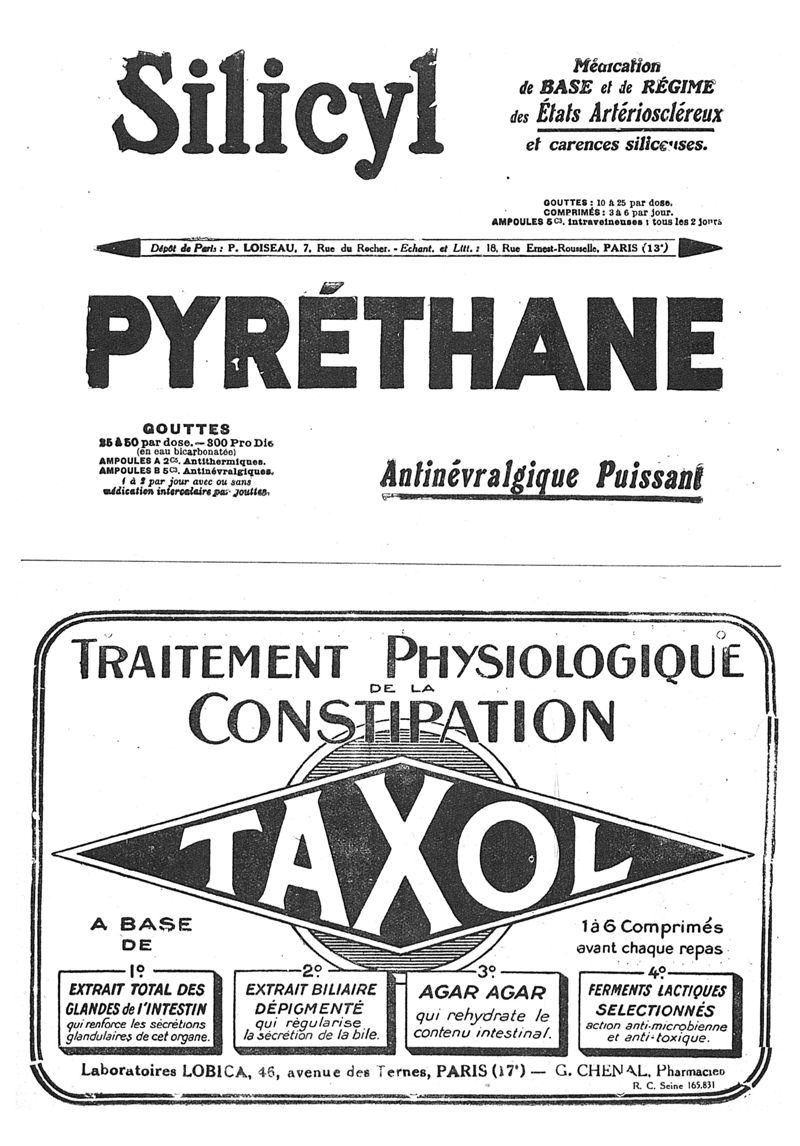 Silicyl
Médication
de BASE et de RÉGIME
des États Artérioscléreux
et carences siliceuses.
GOUTTES : 10 à 25 par dose.
COMPRIMÉS : 3 à 6 par jour.
AMPOULES 5 C3. intraveineuses : tous les 2 jours
Dépôt de Paris : P. LOISEAU, 7, Rue du Rocher. - Echant. et Litt. : 18, Rue Ernest-Rousselle, PARIS (13e)
PYRÉTHANE
GOUTTES
25 à 50 par dose. — 300 Pro Die
(en eau bicarbonatée)
AMPOULES A 2C3. Antithermiques.
AMPOULES B 5C3. Antinévralgiques.
1 à 2 par jour avec ou sans
médication intercalaire par gouttes.
Antinévralgique Puissant
TRAITEMENT PHYSIOLOGIQUE
DE LA
CONSTIPATION
TAXOL
A BASE
DE
1 à 6 Comprimés
avant chaque repas
1º
EXTRAIT TOTAL DES
GLANDES de l'INTESTIN
qui renforce les sécrétions
glandulaires de cet organe.
2º
EXTRAIT BILIAIRE
DÉPIGMENTÉ
qui régularise
la sécrétion de la bile.
3º
AGAR AGAR
qui rehydrate le
contenu intestinal.
4º
FERMENTS LACTIQUES
SELECTIONNÉS
action anti-microbienne
et anti-toxique.
Laboratoires LOBICA, 46, avenue des Ternes, PARIS (17e) — G. CHENAL, Pharmacien
R. C. Seine 165.831